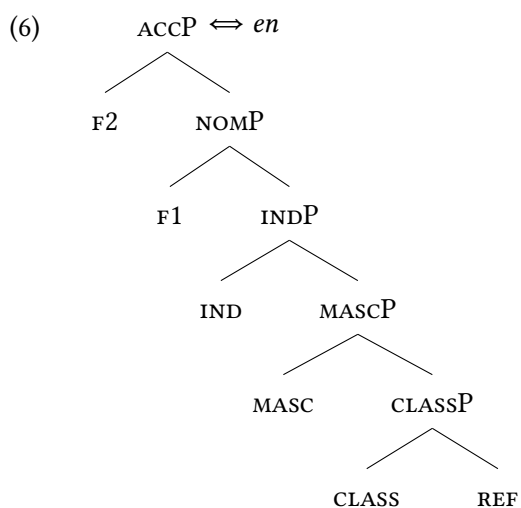 (6) ACCP ⇔ en
F2 NOMP
F1 INDP
IND MASCP
MASC CLASSP
CLASS REF